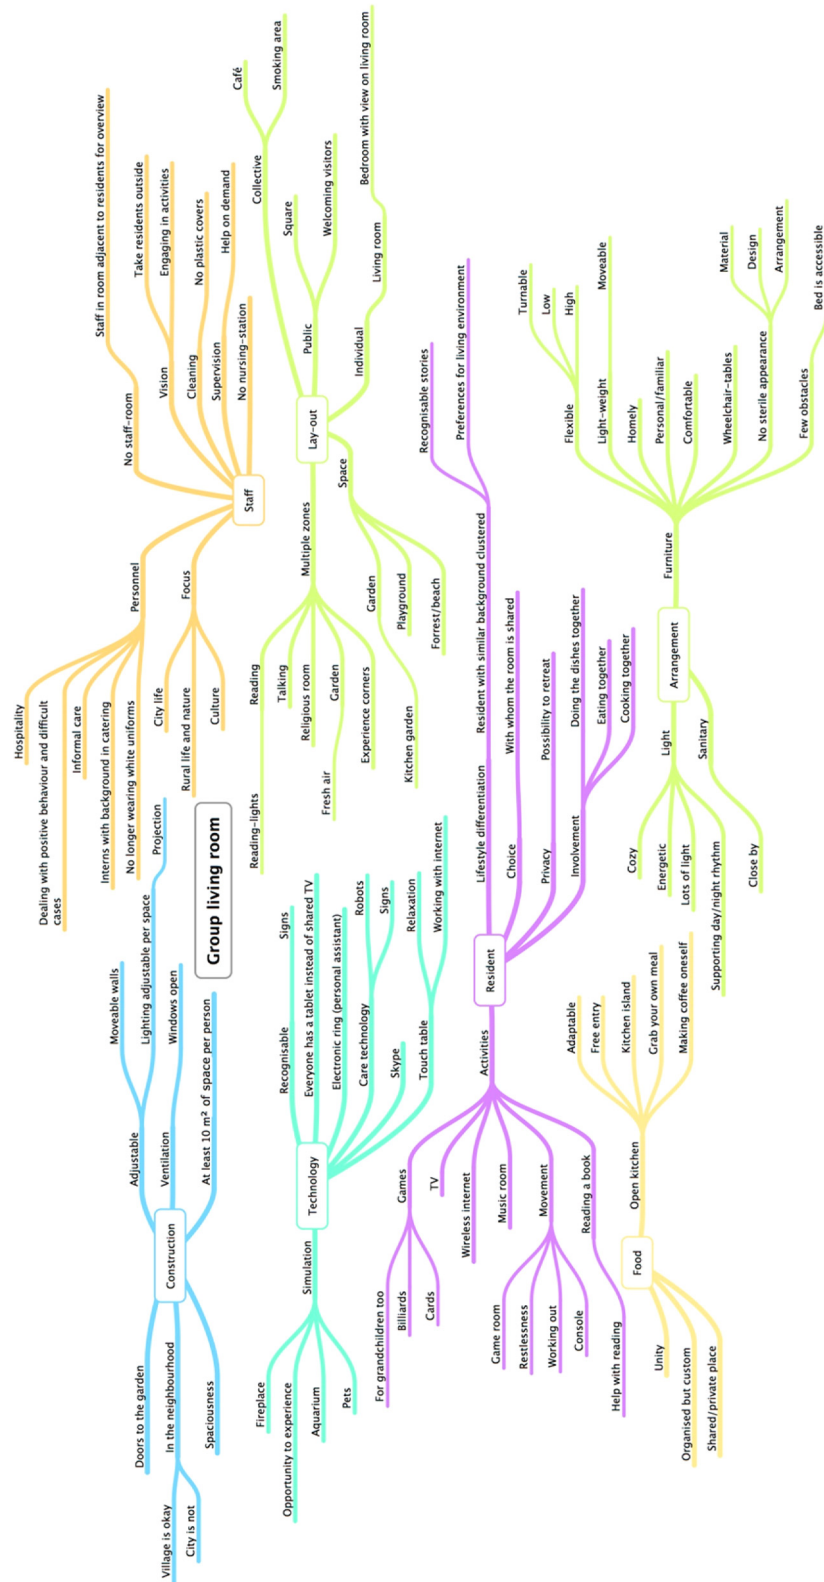 Group living room
Construction
Doors to the garden
In the neighbourhood
Village is okay
City is not
Spaciousness
Adjustable
Moveable walls
Lighting adjustable per space
Projection
Ventilation
Windows open
At least 10 m² of space per person
Staff
Personnel
Hospitality
Dealing with positive behaviour and difficult
cases
Informal care
Interns with background in catering
No longer wearing white uniforms
Focus
City life
Rural life and nature
Culture
No staff-room
Staff in room adjacent to residents for overview
Vision
Take residents outside
Engaging in activities
Cleaning
No plastic covers
Supervision
Help on demand
No nursing-station
Technology
Simulation
Fireplace
Opportunity to experience
Aquarium
Pets
Recognisable
Signs
Everyone has a tablet instead of shared TV
Electronic ring (personal assistant)
Care technology
Robots
Signs
Skype
Touch table
Relaxation
Working with internet
Lay-out
Multiple zones
Reading
Reading-lights
Talking
Religious room
Garden
Fresh air
Experience corners
Space
Garden
Kitchen garden
Playground
Forrest/beach
Collective
Café
Smoking area
Public
Square
Welcoming visitors
Individual
Living room
Bedroom with view on living room
Resident
Activities
Games
For grandchildren too
Billiards
Cards
TV
Wireless internet
Music room
Movement
Game room
Restlessness
Working out
Console
Reading a book
Help with reading
Lifestyle differentiation
Resident with similar background clustered
Recognisable stories
Preferences for living environment
Choice
With whom the room is shared
Privacy
Possibility to retreat
Involvement
Doing the dishes together
Eating together
Cooking together
Food
Unity
Organised but custom
Shared/private place
Open kitchen
Adaptable
Free entry
Kitchen island
Grab your own meal
Making coffee oneself
Arrangement
Light
Cozy
Energetic
Lots of light
Supporting day/night rhythm
Sanitary
Close by
Furniture
Flexible
Turnable
Low
High
Light-weight
Moveable
Homely
Personal/familiar
Comfortable
Wheelchair-tables
No sterile appearance
Material
Design
Arrangement
Few obstacles
Bed is accessible